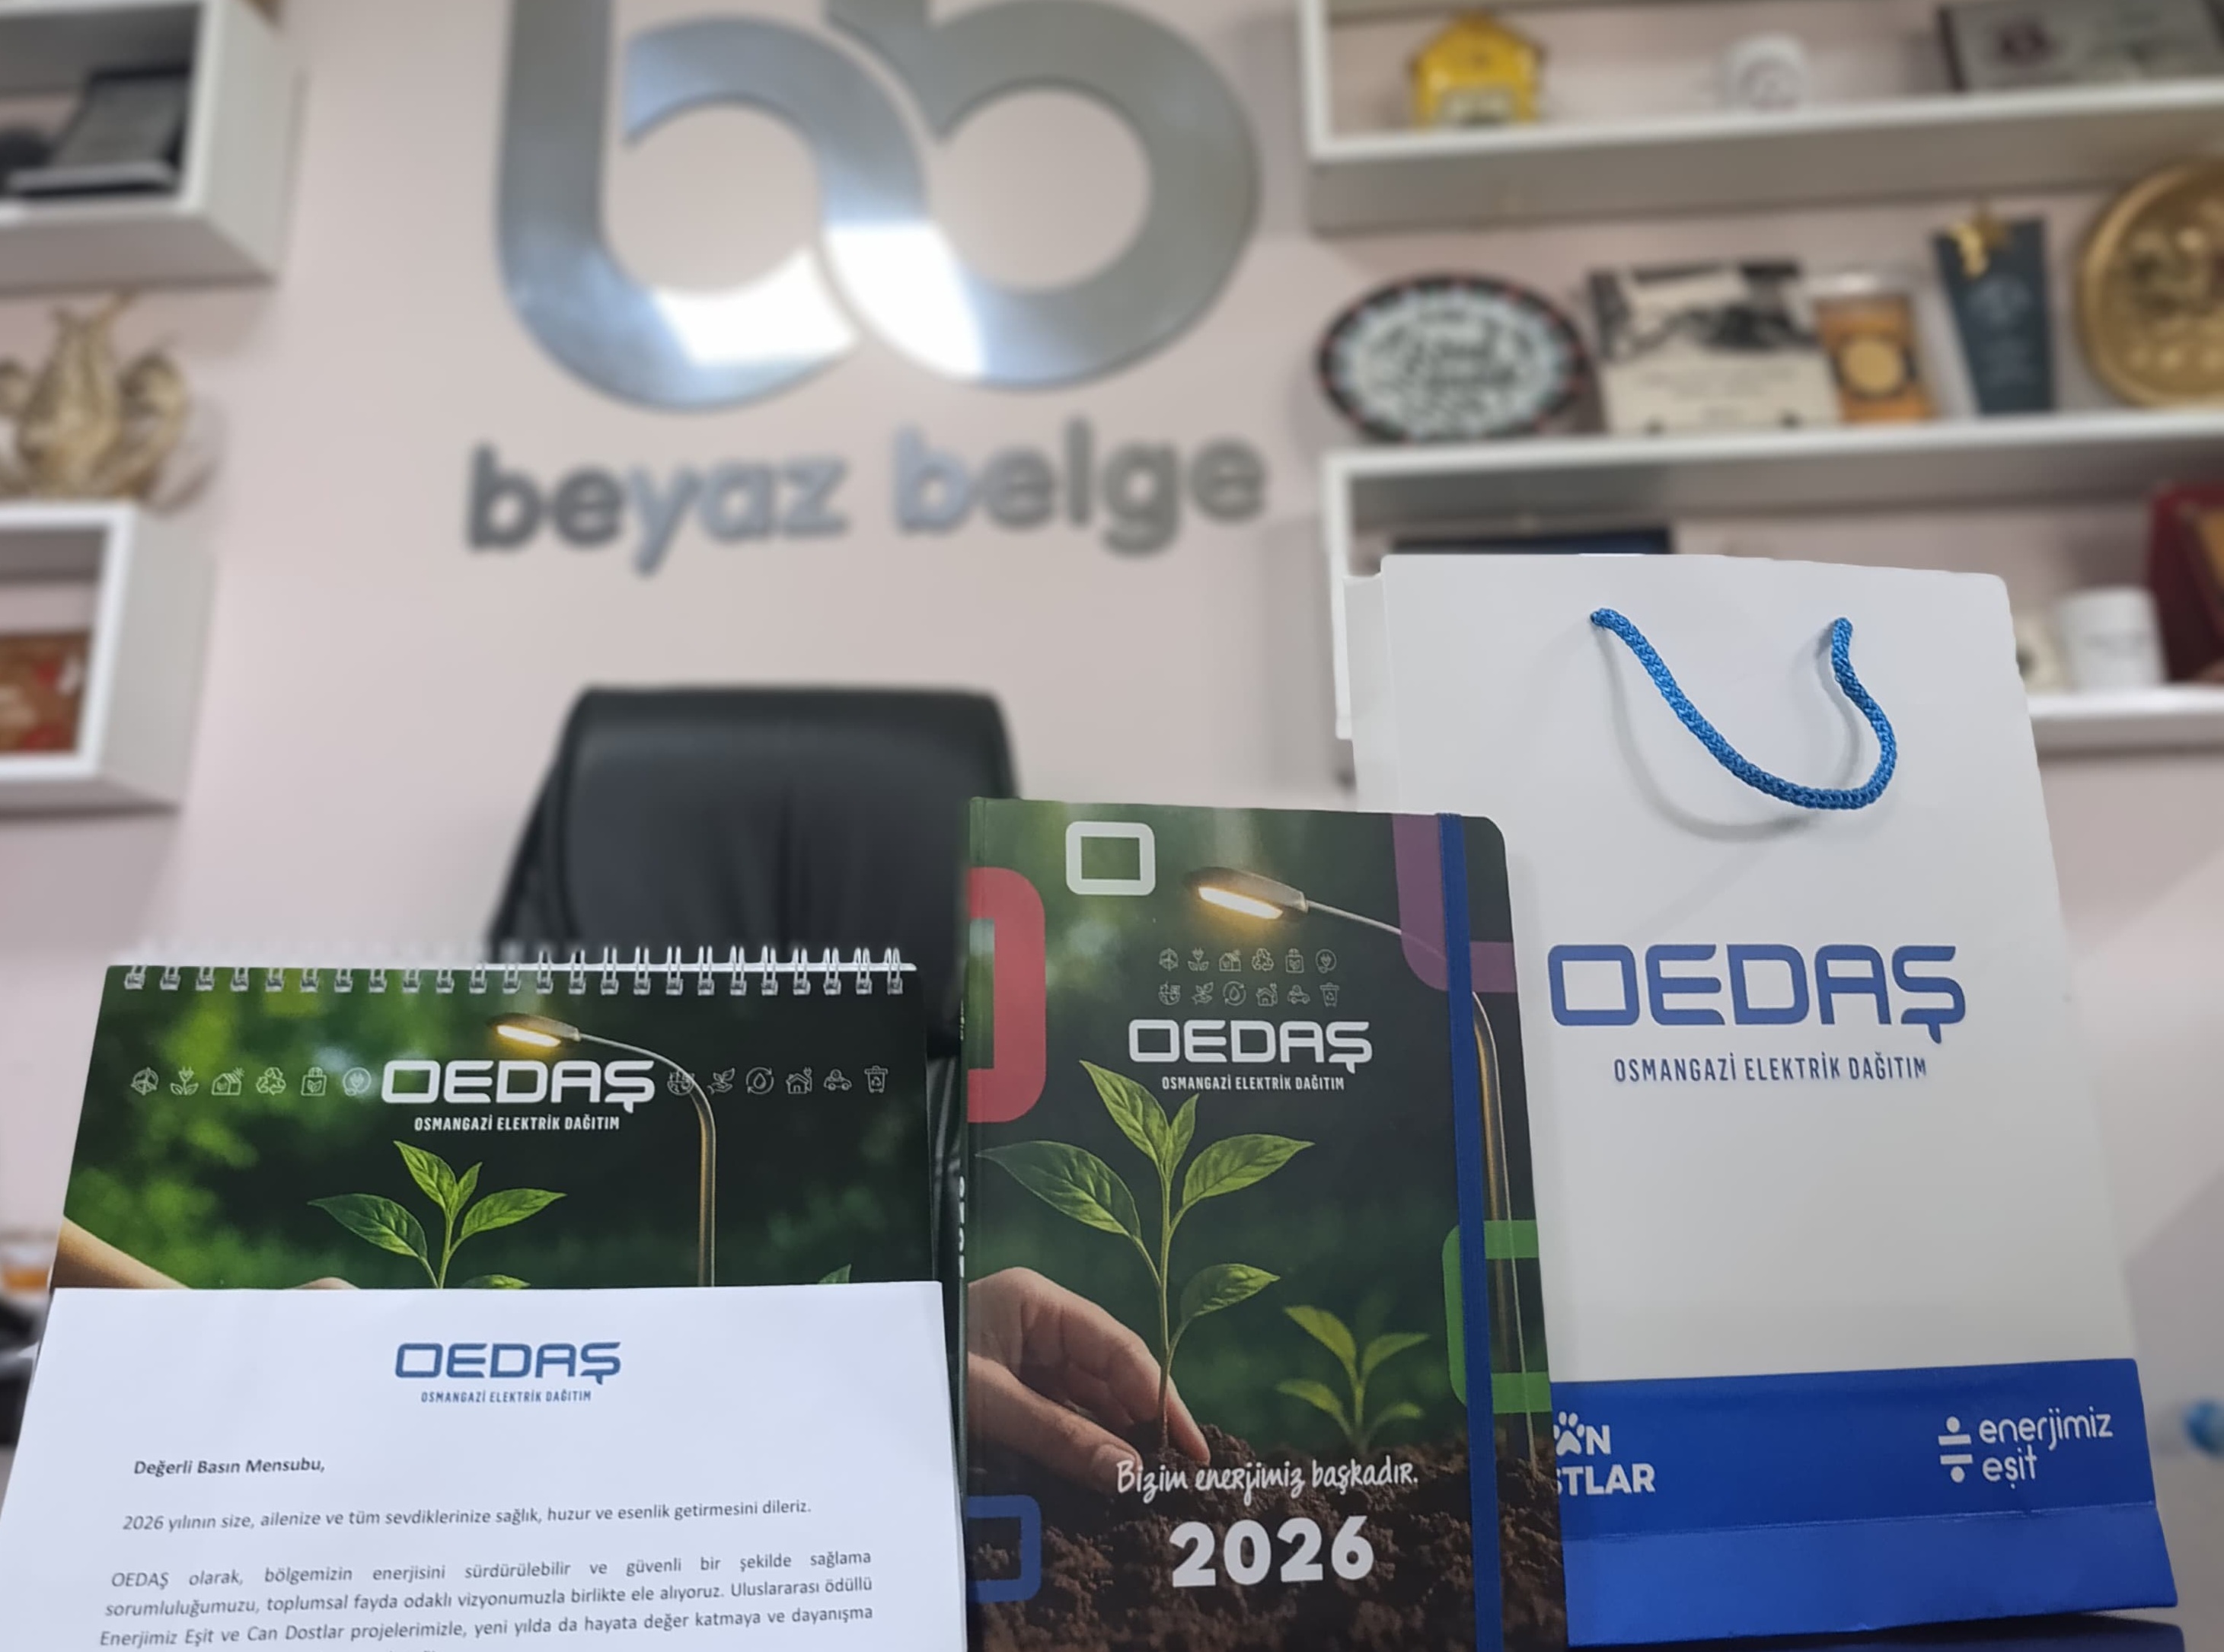 beyaz belge
OEDAŞ
OSMANGAZİ ELEKTRİK DAĞITIM
OEDAŞ
OSMANGAZİ ELEKTRİK DAĞITIM
Bizim enerjimiz başkadır.
2026
OEDAŞ
OSMANGAZİ ELEKTRİK DAĞITIM
AN
STLAR
enerjimiz
eşit
OEDAŞ
OSMANGAZİ ELEKTRİK DAĞITIM
Değerli Basın Mensubu,
2026 yılının size, ailenize ve tüm sevdiklerinize sağlık, huzur ve esenlik getirmesini dileriz.
OEDAŞ olarak, bölgemizin enerjisini sürdürülebilir ve güvenli bir şekilde sağlama
sorumluluğumuzu, toplumsal fayda odaklı vizyonumuzla birlikte ele alıyoruz. Uluslararası ödüllü
Enerjimiz Eşit ve Can Dostlar projelerimizle, yeni yılda da hayata değer katmaya ve dayanışma